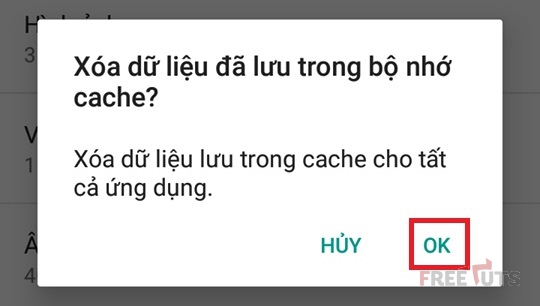 Xóa dữ liệu đã lưu trong bộ nhớ
cache?
Xóa dữ liệu lưu trong cache cho tất
cả ứng dụng.
HỦY OK
FREETUTS